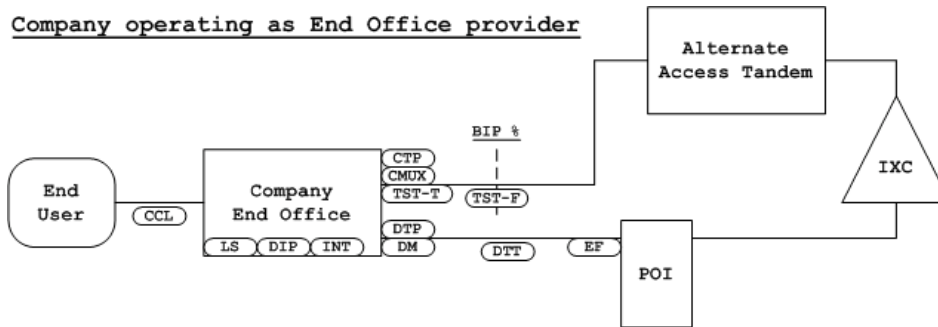 Company operating as End Office provider
Alternate
Access Tandem
BIP %
CTP
CMUX
TST-T
TST-F
IXC
End
User
CCL
Company
End Office
LS
DIP
INT
DTP
DM
DTT
EF
POI